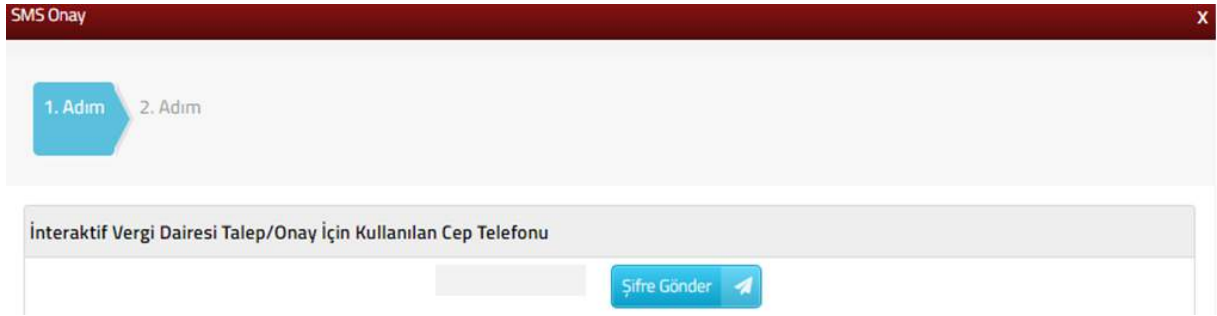 SMS Onay X
1. Adım 2. Adım
İnteraktif Vergi Dairesi Talep/Onay İçin Kullanılan Cep Telefonu
Şifre Gönder